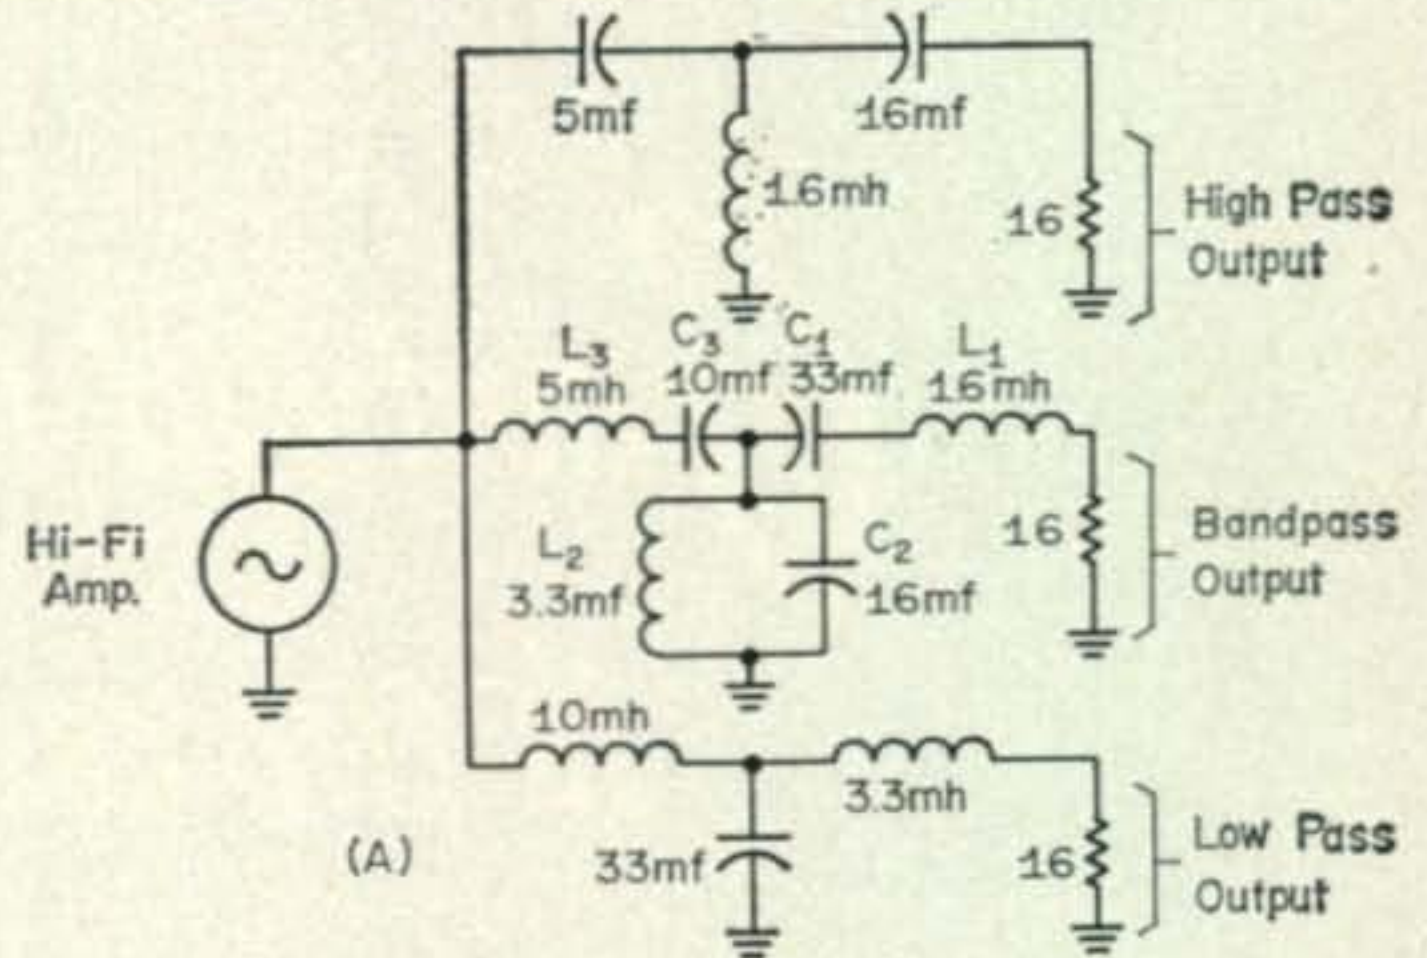 5mf
16mf
1.6mh
16
High Pass
Output
L3
5mh
C3
10mf
C1
33mf
L1
1.6mh
16
Bandpass
Output
Hi-Fi
Amp.
L2
3.3mf
C2
16mf
10mh
3.3mh
33mf
16
Low Pass
Output
(A)